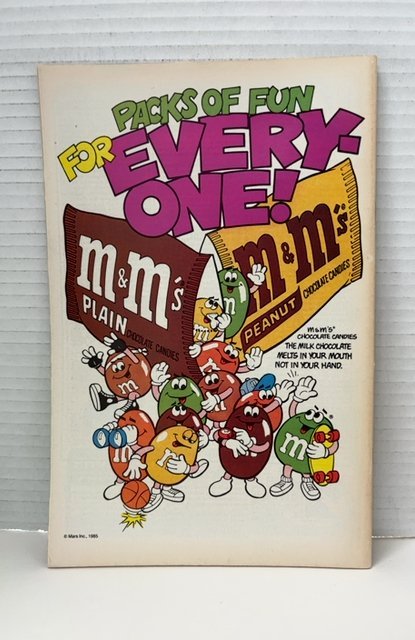 PACKS OF FUN
FOR EVERY-
ONE!
m&m's
PLAIN
CHOCOLATE CANDIES
m&m's
PEANUT
CHOCOLATE CANDIES
m&m's®
CHOCOLATE CANDIES
THE MILK CHOCOLATE
MELTS IN YOUR MOUTH
NOT IN YOUR HAND.
m
m
m
m
m
m
© Mars Inc., 1985